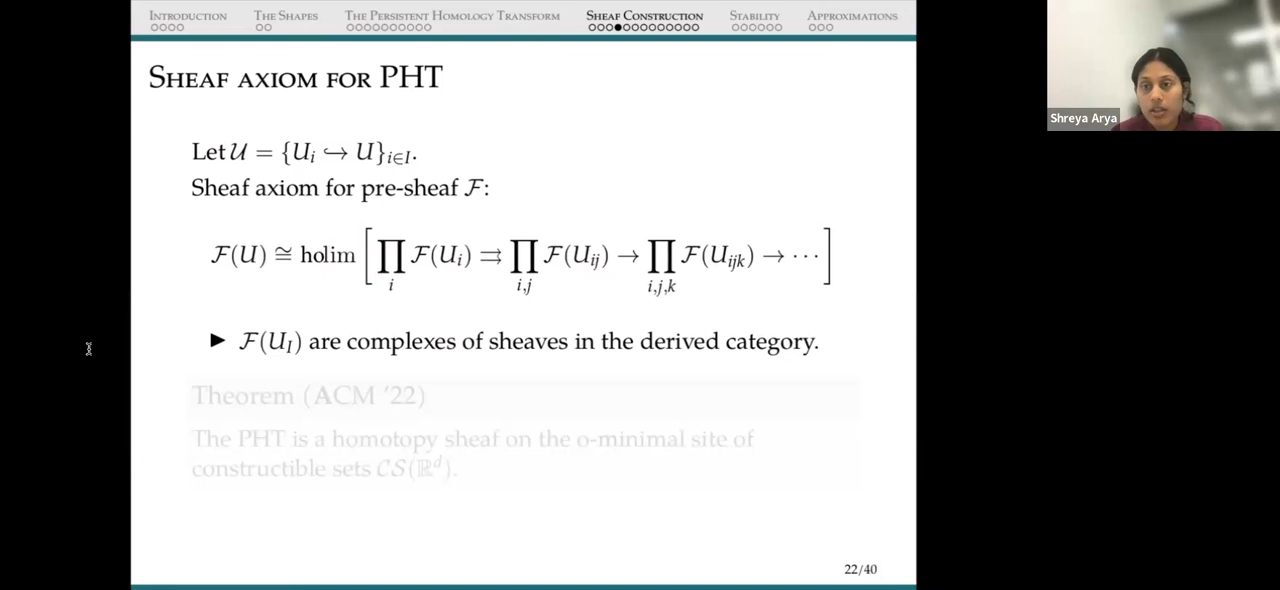 INTRODUCTION THE SHAPES THE PERSISTENT HOMOLOGY TRANSFORM SHEAF CONSTRUCTION STABILITY APPROXIMATIONS
SHEAF AXIOM FOR PHT
Let 𝒰 = {U_i ↪ U}_{i∈I}.
Sheaf axiom for pre-sheaf ℱ:
ℱ(U) ≅ holim [∏_i ℱ(U_i) ⇉ ∏_{i,j} ℱ(U_{ij}) → ∏_{i,j,k} ℱ(U_{ijk}) → ⋯]
▶ ℱ(U_I) are complexes of sheaves in the derived category.
Theorem (ACM '22)
The PHT is a homotopy sheaf on the o-minimal site of
constructible sets 𝒞𝒮(ℝ^d).
22/40
Shreya Arya